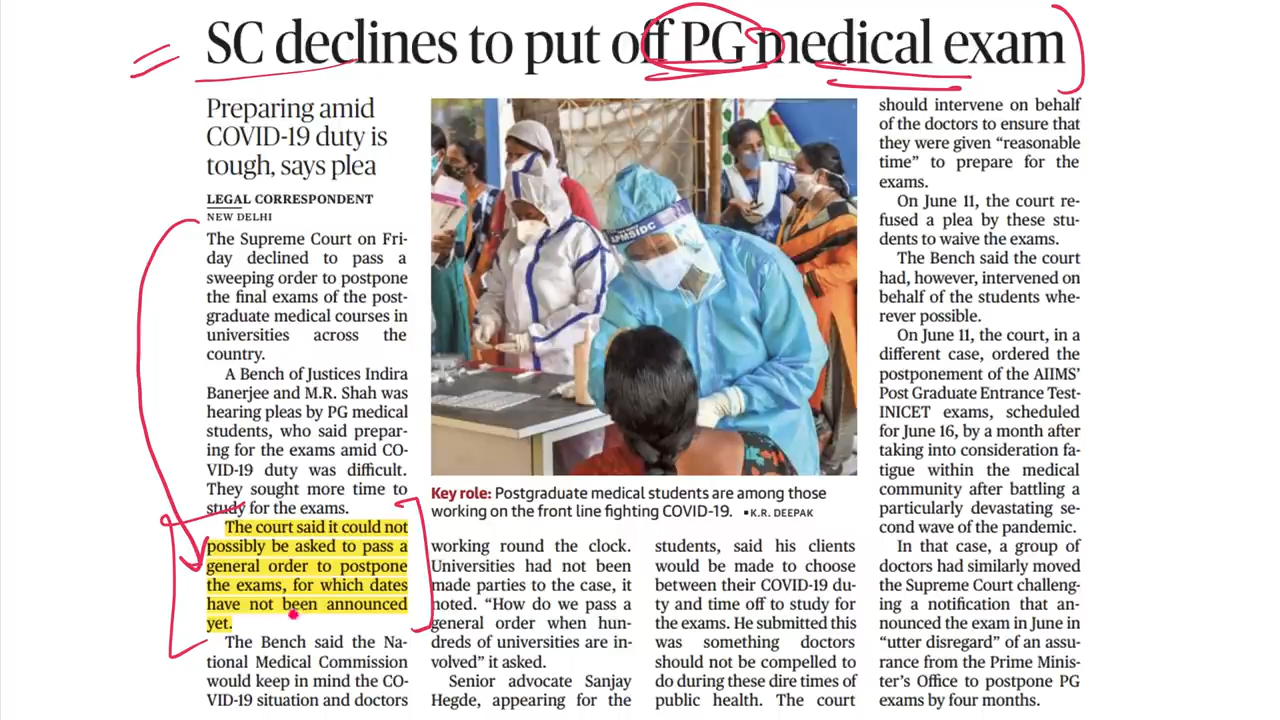 SC declines to put off PG medical exam
Preparing amid
COVID-19 duty is
tough, says plea
LEGAL CORRESPONDENT
NEW DELHI
The Supreme Court on Fri-
day declined to pass a
sweeping order to postpone
the final exams of the post-
graduate medical courses in
universities across the
country.
A Bench of Justices Indira
Banerjee and M.R. Shah was
hearing pleas by PG medical
students, who said prepar-
ing for the exams amid CO-
VID-19 duty was difficult.
They sought more time to
study for the exams.
The court said it could not
possibly be asked to pass a
general order to postpone
the exams, for which dates
have not been announced
yet.
The Bench said the Na-
tional Medical Commission
would keep in mind the CO-
VID-19 situation and doctors
APMSIDC
Key role: Postgraduate medical students are among those
working on the front line fighting COVID-19. ▪K.R. DEEPAK
working round the clock.
Universities had not been
made parties to the case, it
noted. “How do we pass a
general order when hun-
dreds of universities are in-
volved” it asked.
Senior advocate Sanjay
Hegde, appearing for the
students, said his clients
would be made to choose
between their COVID-19 du-
ty and time off to study for
the exams. He submitted this
was something doctors
should not be compelled to
do during these dire times of
public health. The court
should intervene on behalf
of the doctors to ensure that
they were given “reasonable
time” to prepare for the
exams.
On June 11, the court re-
fused a plea by these stu-
dents to waive the exams.
The Bench said the court
had, however, intervened on
behalf of the students whe-
rever possible.
On June 11, the court, in a
different case, ordered the
postponement of the AIIMS’
Post Graduate Entrance Test-
INICET exams, scheduled
for June 16, by a month after
taking into consideration fa-
tigue within the medical
community after battling a
particularly devastating se-
cond wave of the pandemic.
In that case, a group of
doctors had similarly moved
the Supreme Court challeng-
ing a notification that an-
nounced the exam in June in
“utter disregard” of an assu-
rance from the Prime Minis-
ter’s Office to postpone PG
exams by four months.